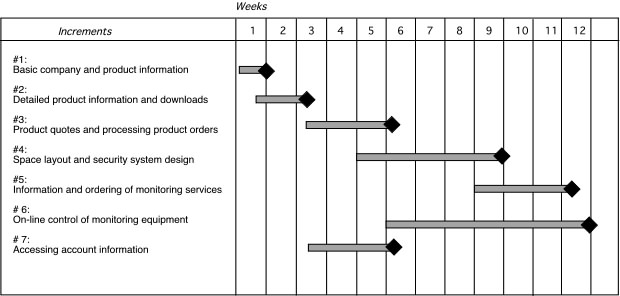 Weeks
Increments 1 2 3 4 5 6 7 8 9 10 11 12
#1:
Basic company and product information
#2:
Detailed product information and downloads
#3:
Product quotes and processing product orders
#4:
Space layout and security system design
#5:
Information and ordering of monitoring services
# 6:
On-line control of monitoring equipment
# 7:
Accessing account information